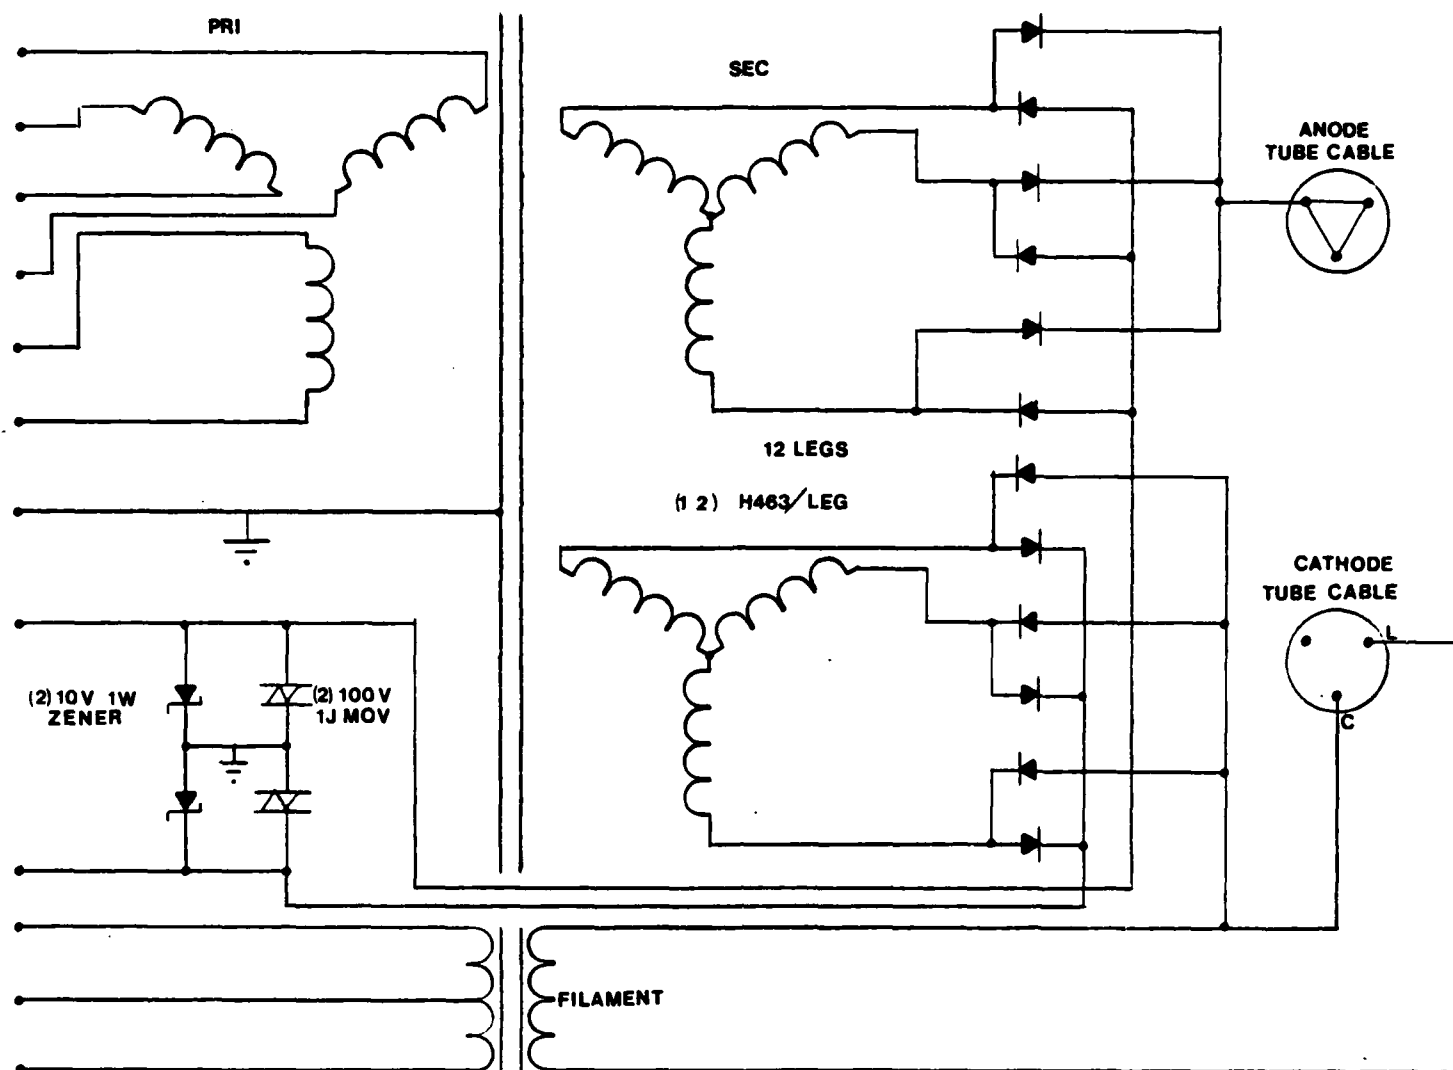 PRI
SEC
ANODE
TUBE CABLE
12 LEGS
(1 2) H463/LEG
CATHODE
TUBE CABLE
L
(2) 10V 1W
ZENER
(2) 100V
1J MOV
C
FILAMENT